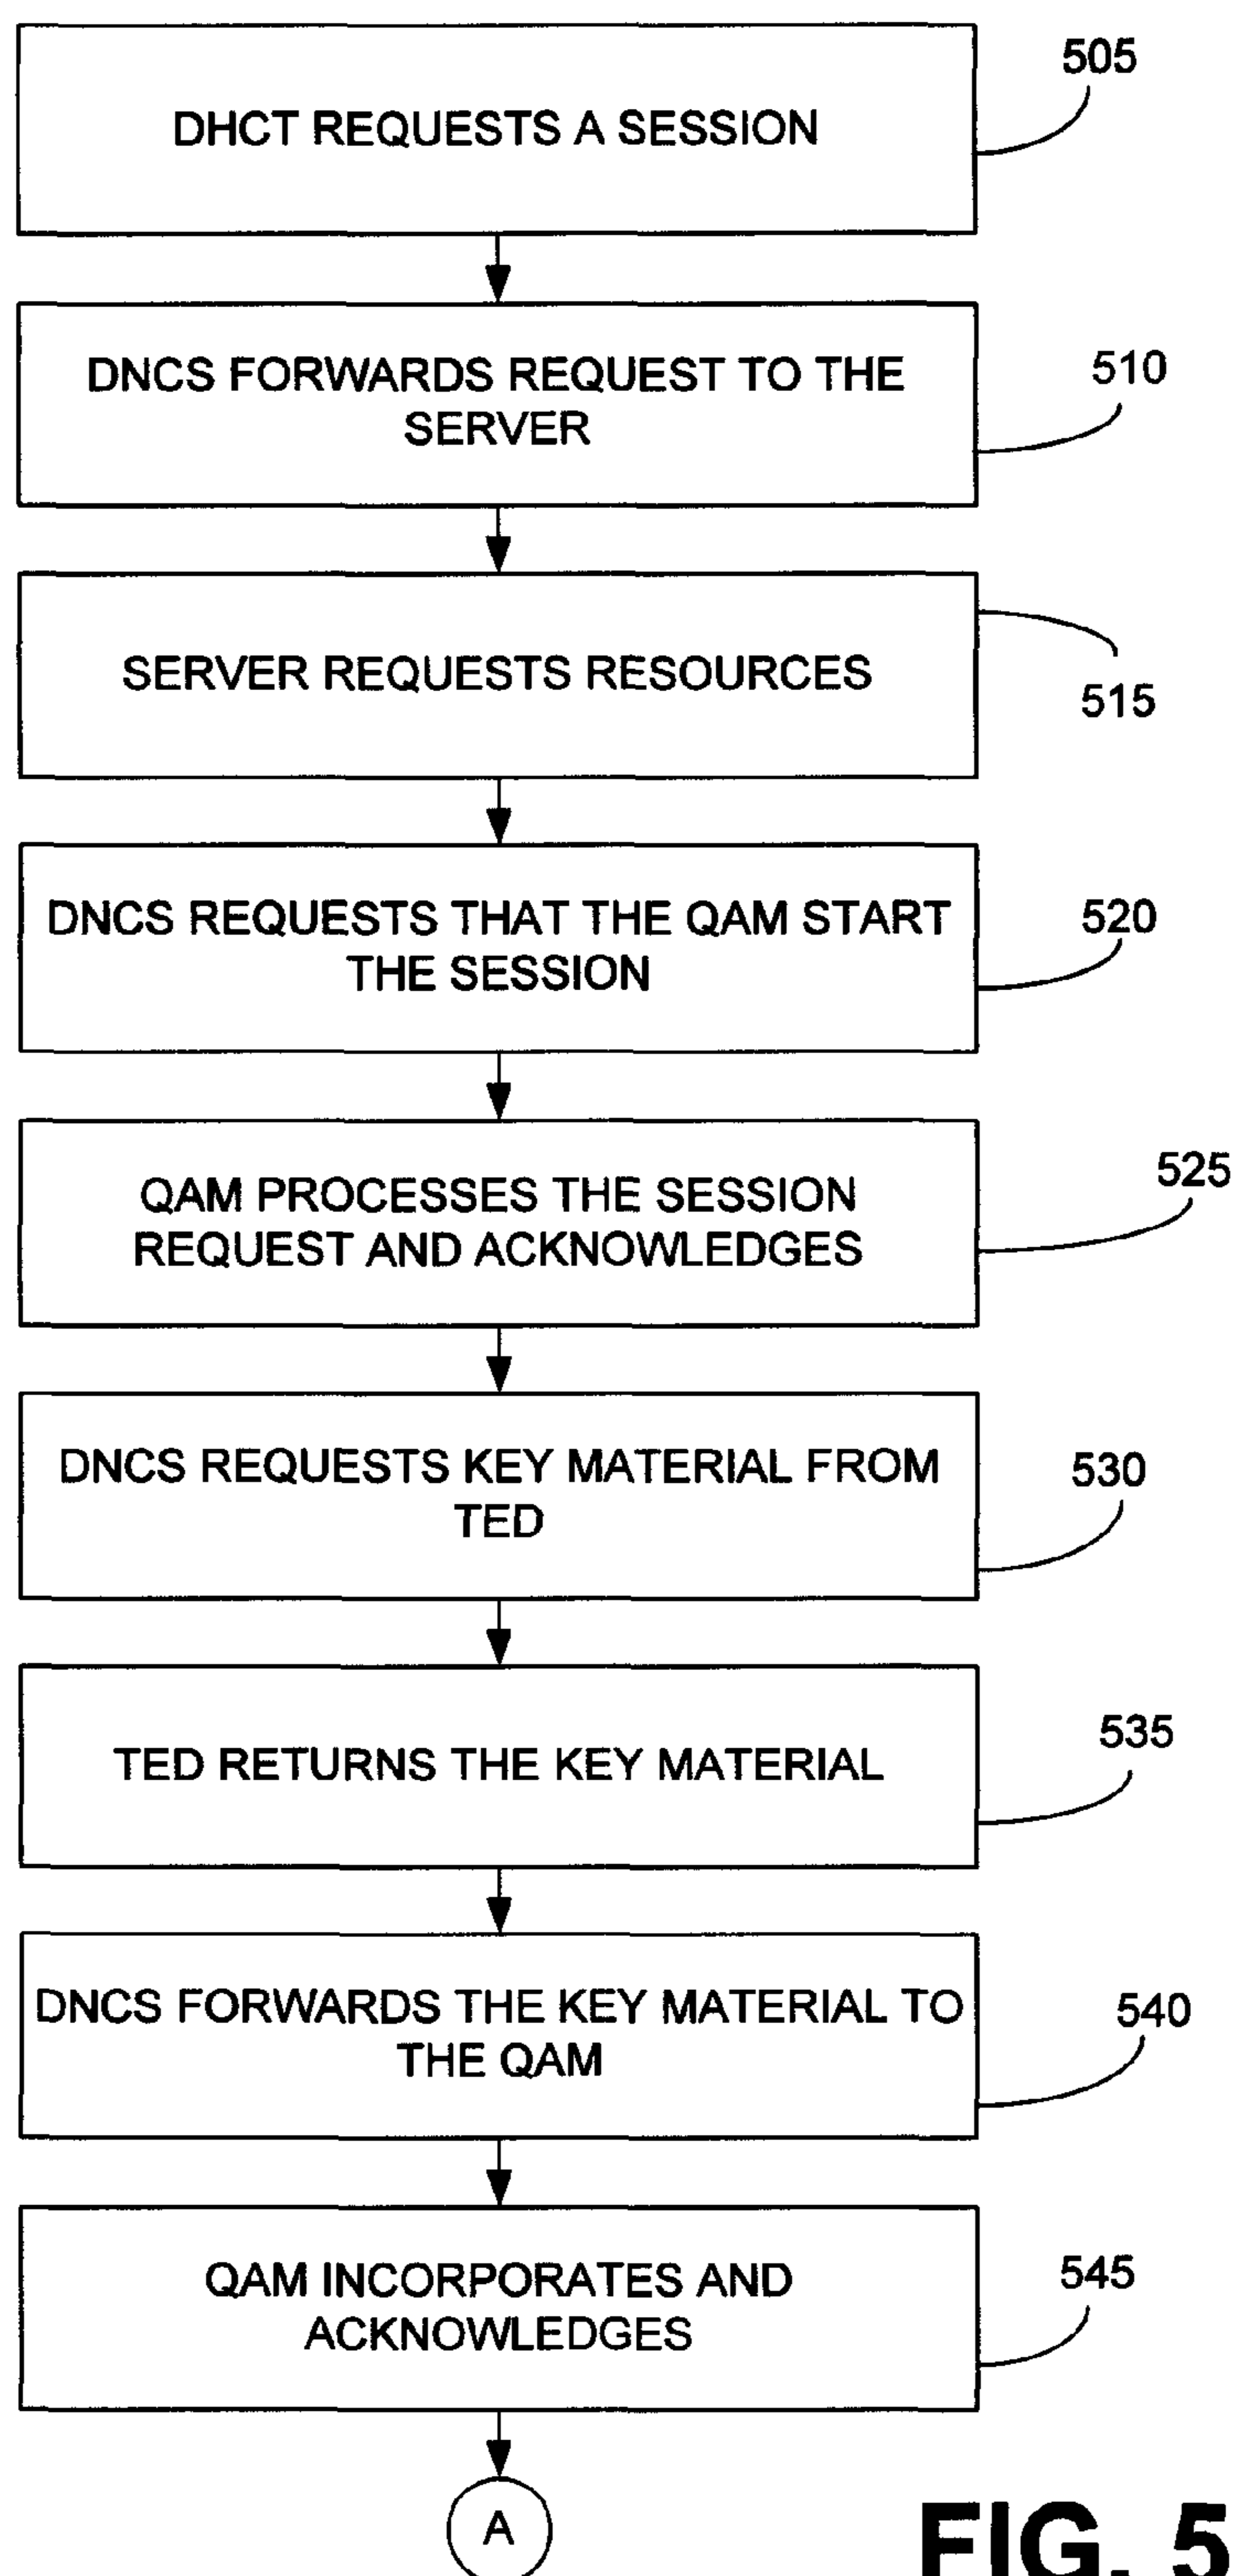 DHCT REQUESTS A SESSION
505
DNCS FORWARDS REQUEST TO THE
SERVER
510
SERVER REQUESTS RESOURCES
515
DNCS REQUESTS THAT THE QAM START
THE SESSION
520
QAM PROCESSES THE SESSION
REQUEST AND ACKNOWLEDGES
525
DNCS REQUESTS KEY MATERIAL FROM
TED
530
TED RETURNS THE KEY MATERIAL
535
DNCS FORWARDS THE KEY MATERIAL TO
THE QAM
540
QAM INCORPORATES AND
ACKNOWLEDGES
545
A
FIG. 5